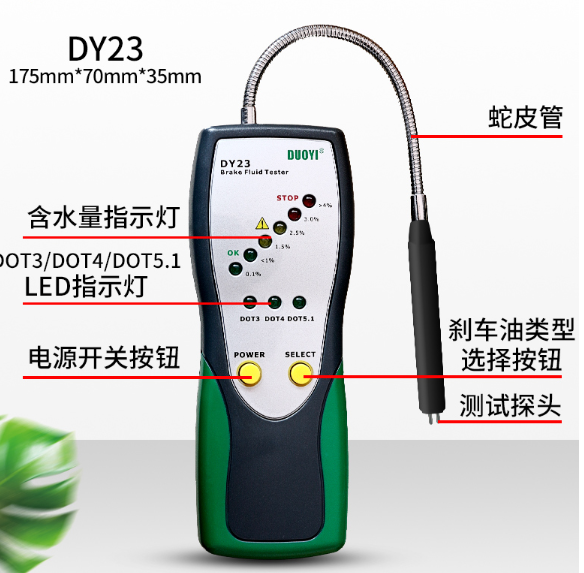 DY23
175mm*70mm*35mm
蛇皮管
DUOYI®
DY23
Brake Fluid Tester
STOP
>4%
3.0%
2.5%
1.5%
OK
<1%
0.1%
含水量指示灯
DOT3/DOT4/DOT5.1
LED指示灯
DOT3 DOT4 DOT5.1
刹车油类型
选择按钮
电源开关按钮
POWER
SELECT
测试探头